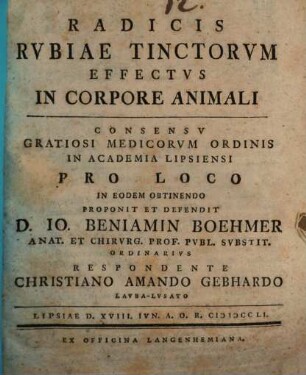 12.
RADICIS
RVBIAE TINCTORVM
EFFECTVS
IN CORPORE ANIMALI
CONSENSV
GRATIOSI MEDICORVM ORDINIS
IN ACADEMIA LIPSIENSI
PRO LOCO
IN EODEM OBTINENDO
PROPONIT ET DEFENDIT
D. IO. BENIAMIN BOEHMER
ANAT. ET CHIRVRG. PROF. PVBL. SVBSTIT.
ORDINARIVS
RESPONDENTE
CHRISTIANO AMANDO GEBHARDO
LAVBA-LVSATO
LIPSIAE D. XVIII. IVN. A. O. R. CIↃIↃCCLI.
EX OFFICINA LANGENHEMIANA.